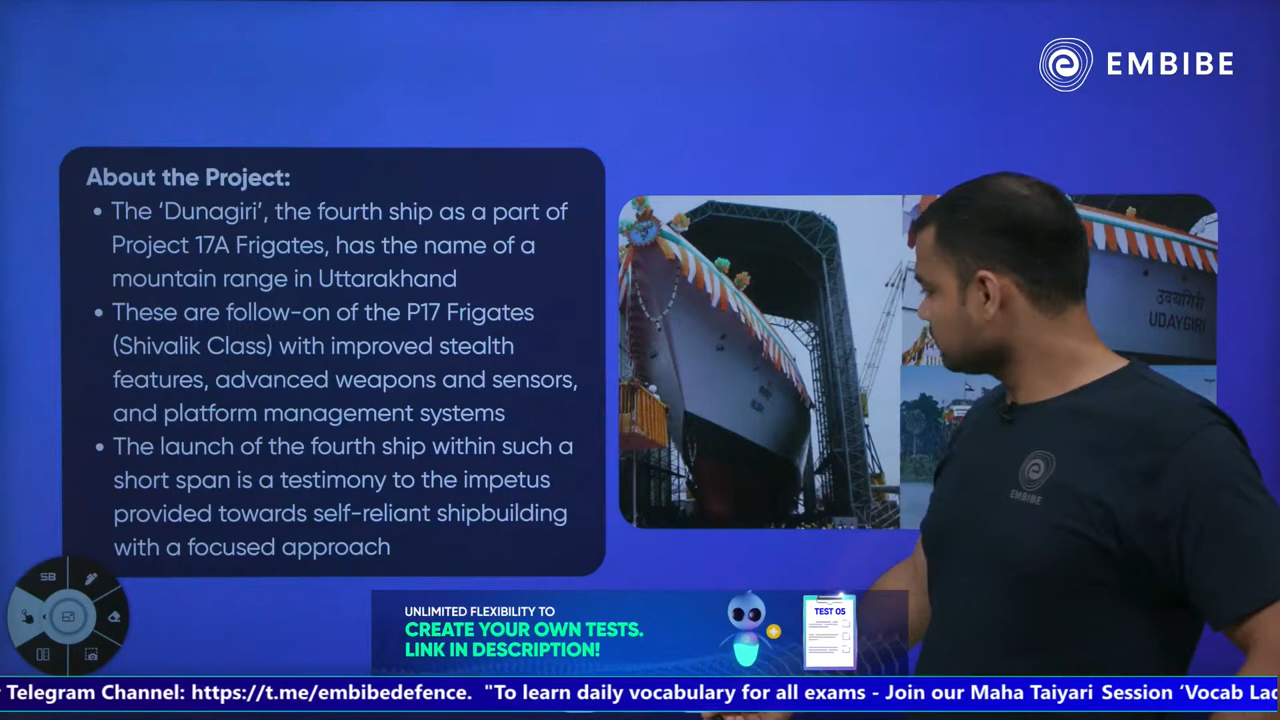 EMBIBE
About the Project:
• The ‘Dunagiri’, the fourth ship as a part of
Project 17A Frigates, has the name of a
mountain range in Uttarakhand
• These are follow-on of the P17 Frigates
(Shivalik Class) with improved stealth
features, advanced weapons and sensors,
and platform management systems
• The launch of the fourth ship within such a
short span is a testimony to the impetus
provided towards self-reliant shipbuilding
with a focused approach
उदयगिरी
UDAYGIRI
EMBIBE
SB
UNLIMITED FLEXIBILITY TO
CREATE YOUR OWN TESTS.
LINK IN DESCRIPTION!
TEST 05
Telegram Channel: https://t.me/embibedefence. "To learn daily vocabulary for all exams - Join our Maha Taiyari Session ‘Vocab